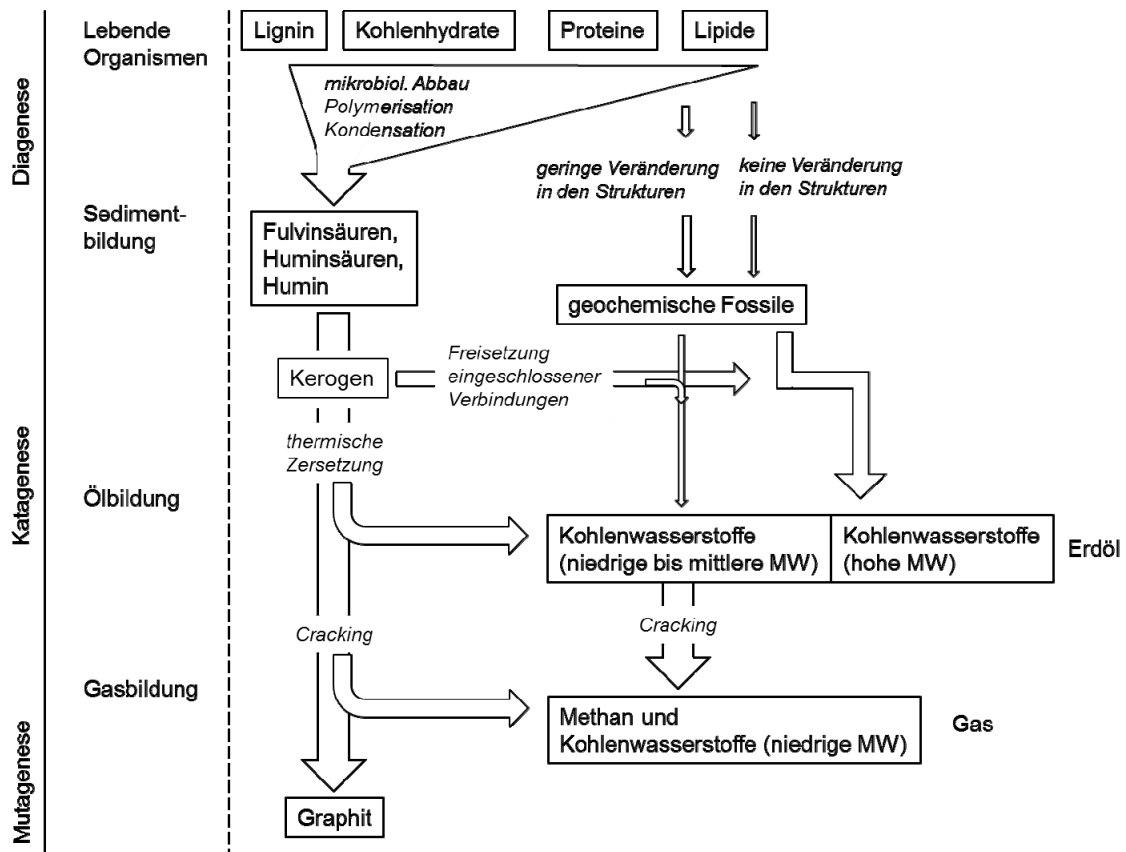 Lebende
Organismen
Lignin
Kohlenhydrate
Proteine
Lipide
mikrobiol. Abbau
Polymerisation
Kondensation
geringe Veränderung
in den Strukturen
keine Veränderung
in den Strukturen
Diagenese
Sediment-
bildung
Fulvinsäuren,
Huminsäuren,
Humin
geochemische Fossile
Kerogen
Freisetzung
eingeschlossener
Verbindungen
thermische
Zersetzung
Katagenese
Ölbildung
Kohlenwasserstoffe
(niedrige bis mittlere MW)
Kohlenwasserstoffe
(hohe MW)
Erdöl
Cracking
Cracking
Gasbildung
Methan und
Kohlenwasserstoffe (niedrige MW)
Gas
Mutagenese
Graphit